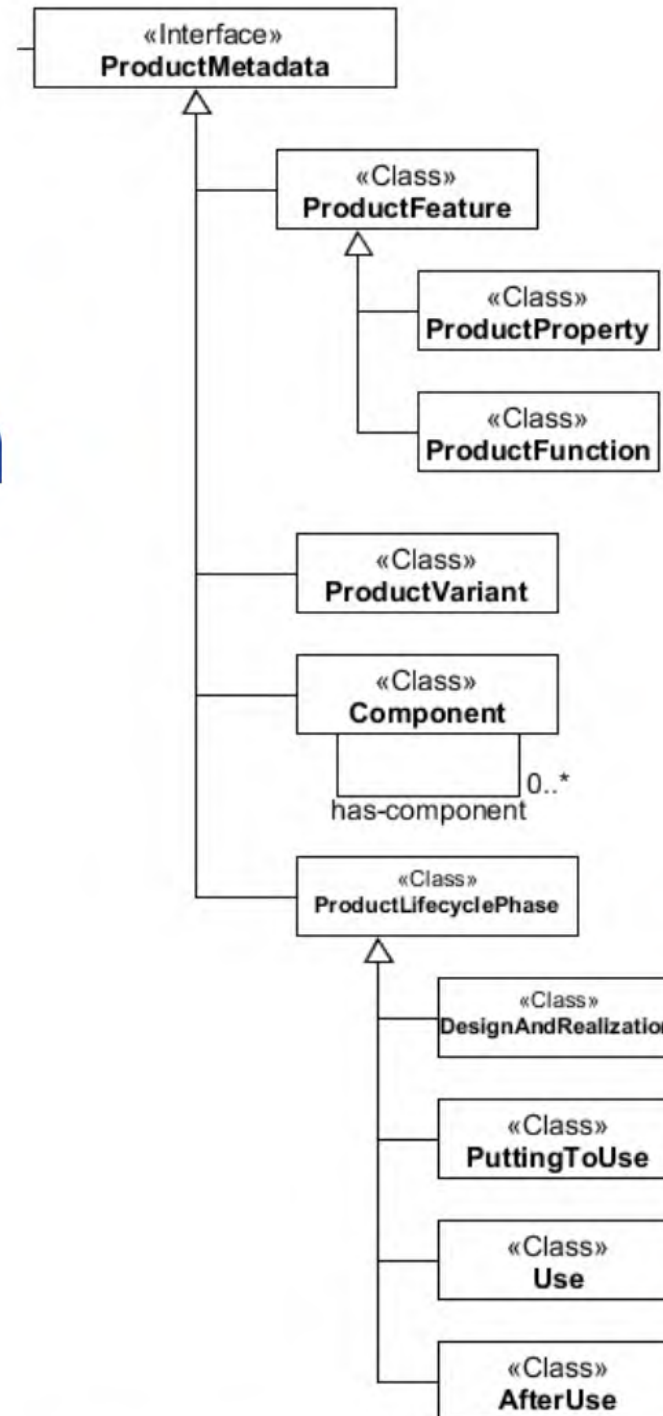 «Interface»
ProductMetadata
«Class»
ProductFeature
«Class»
ProductProperty
«Class»
ProductFunction
«Class»
ProductVariant
«Class»
Component
0..*
has-component
«Class»
ProductLifecyclePhase
«Class»
DesignAndRealization
«Class»
PuttingToUse
«Class»
Use
«Class»
AfterUse